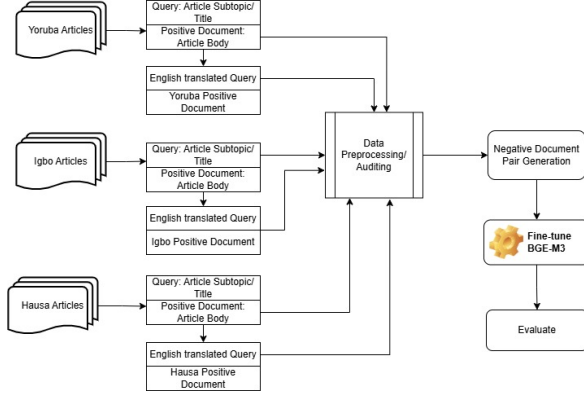 Yoruba Articles
Query: Article Subtopic/
Title
Positive Document:
Article Body
English translated Query
Yoruba Positive
Document
Igbo Articles
Query: Article Subtopic/
Title
Positive Document:
Article Body
English translated Query
Igbo Positive Document
Hausa Articles
Query: Article Subtopic/
Title
Positive Document:
Article Body
English translated Query
Hausa Positive
Document
Data
Preprocessing/
Auditing
Negative Document
Pair Generation
Fine-tune
BGE-M3
Evaluate